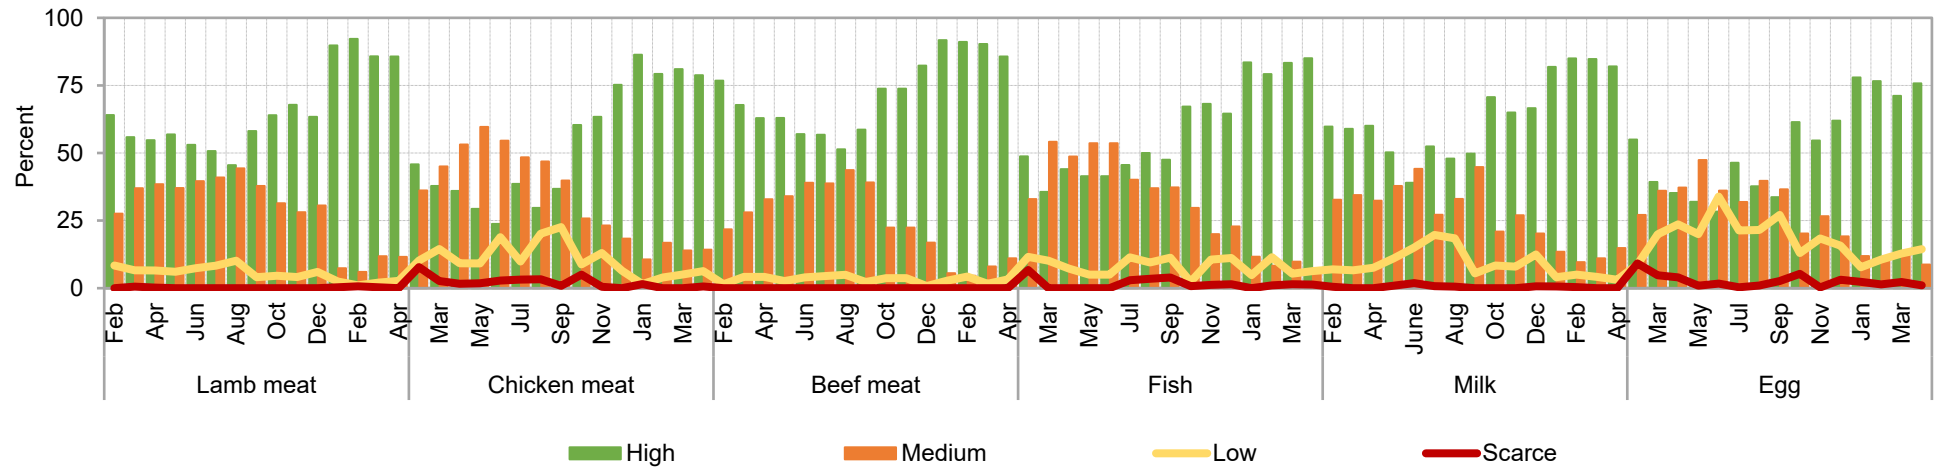 100
75
50
25
0
Percent
Feb Apr Jun Aug Oct Dec Feb Apr Mar May Jul Sep Nov Jan Mar Feb Apr Jun Aug Oct Dec Feb Apr Mar May Jul Sep Nov Jan Mar Feb Apr June Aug Oct Dec Feb Apr Mar May Jul Sep Nov Jan Mar
Lamb meat Chicken meat Beef meat Fish Milk Egg
High Medium Low Scarce